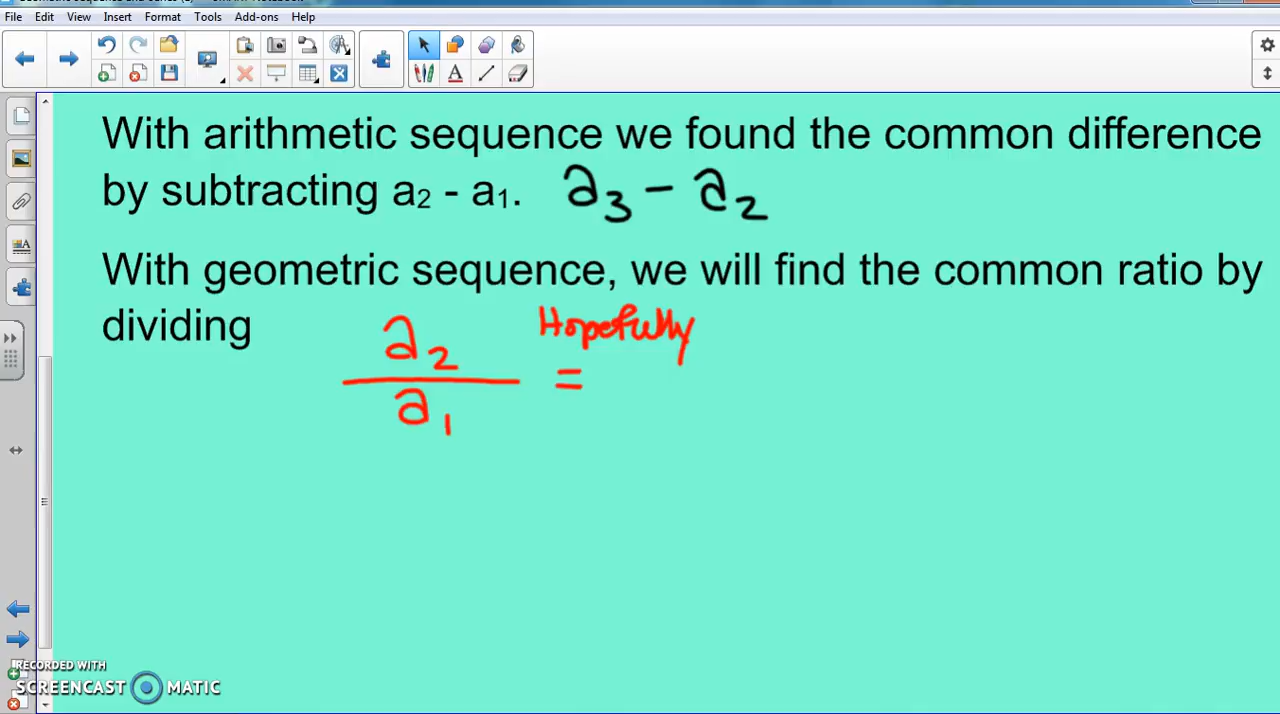 File Edit View Insert Format Tools Add-ons Help
With arithmetic sequence we found the common difference
by subtracting a2 - a1. a3 - a2
With geometric sequence, we will find the common ratio by
dividing
a2
Hopefully
=
a1
RECORDED WITH
SCREENCAST MATIC